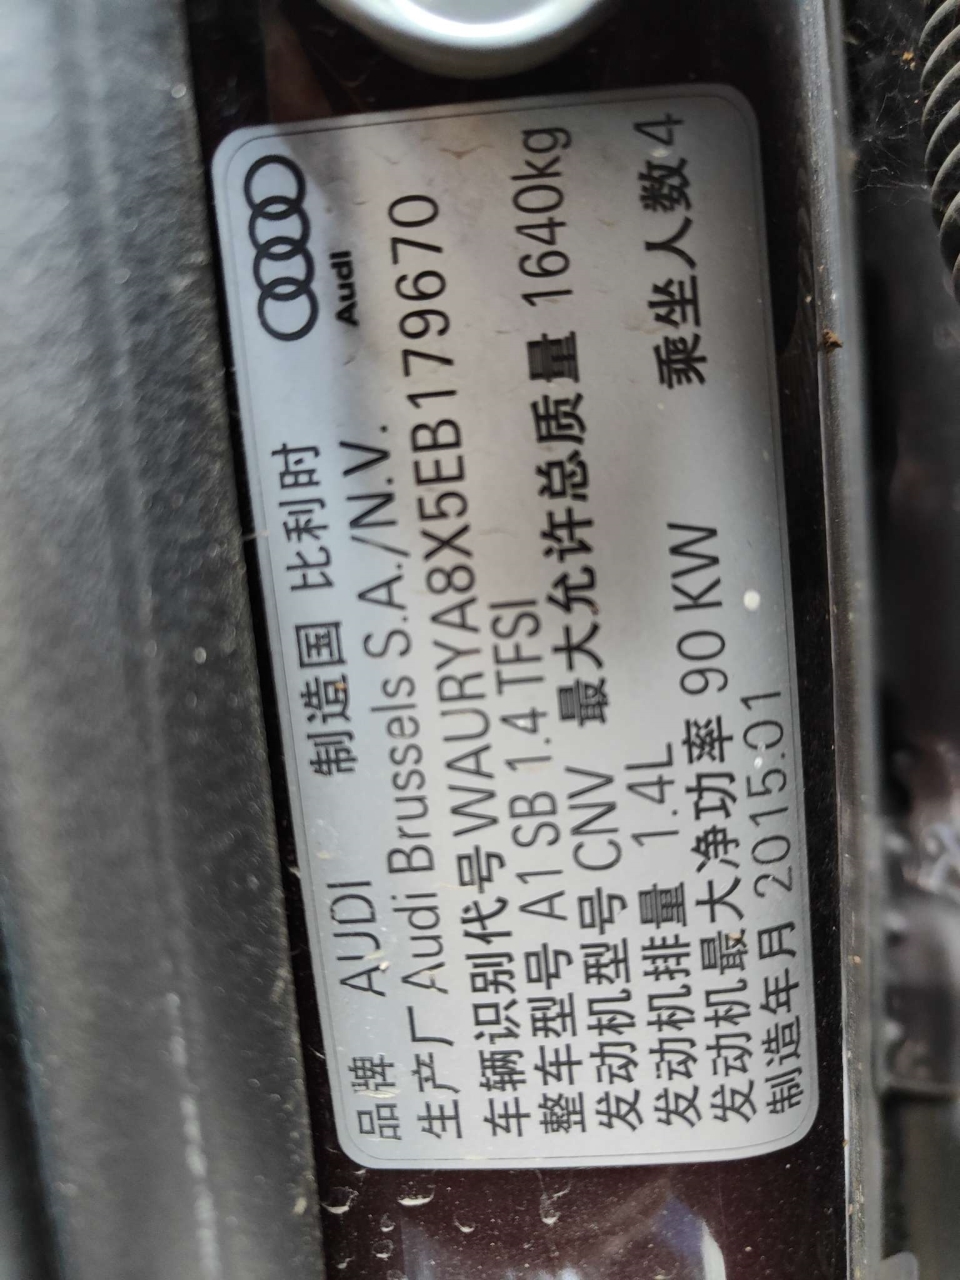 品牌 AUDI 制造国 比利时
Audi
生产厂 Audi Brussels S.A./N.V.
车辆识别代号 WAURYA8X5EB179670
整车型号 A1 SB 1.4 TFSI
发动机型号 CNV 最大允许总质量 1640kg
发动机排量 1.4L
发动机最大净功率 90 KW 乘坐人数 4
制造年月 2015.01